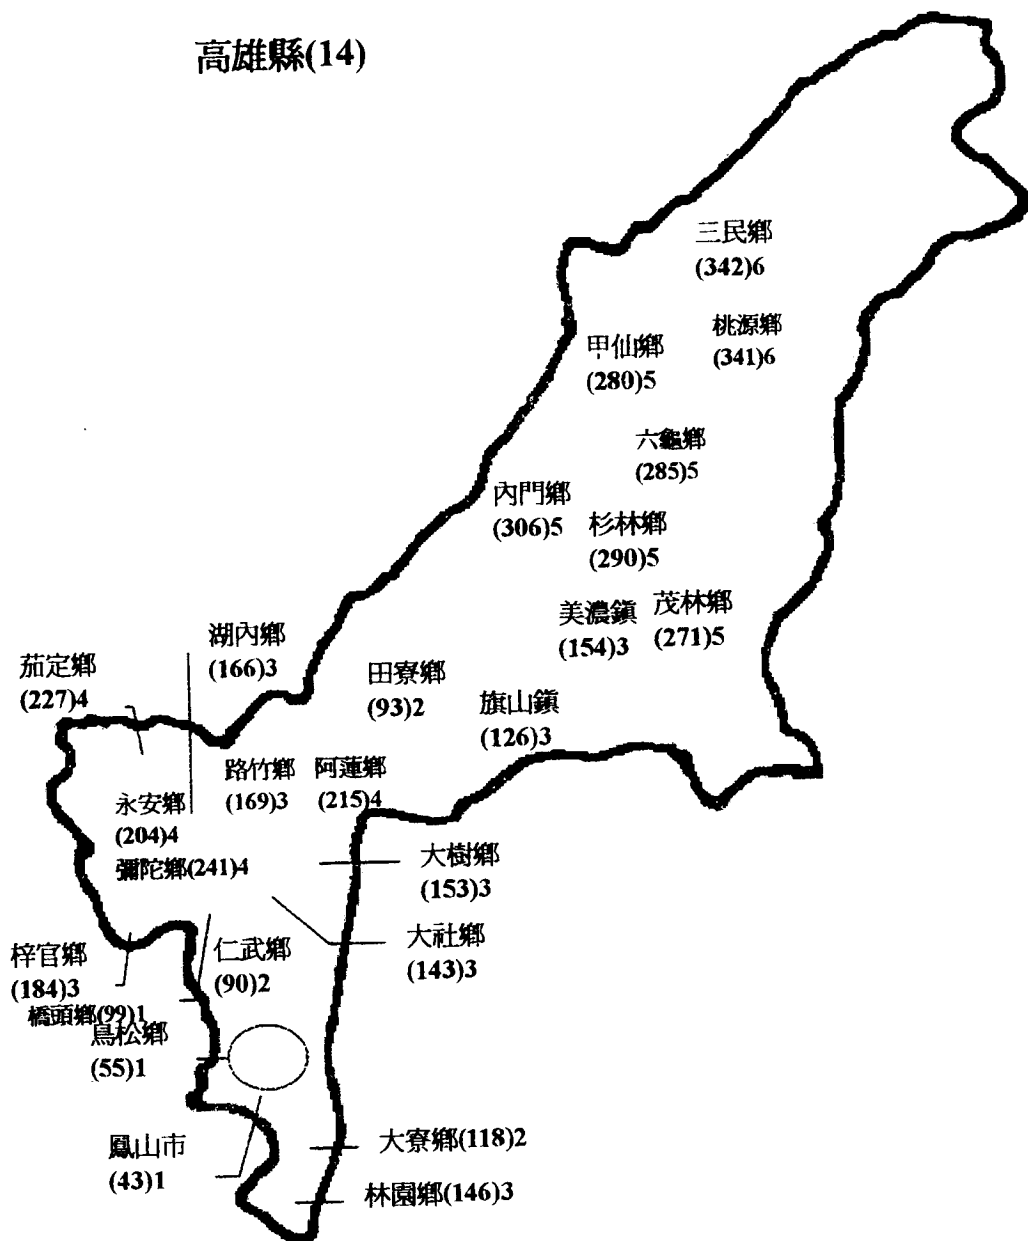 高雄縣(14)
三民鄉
(342)6
桃源鄉
(341)6
甲仙鄉
(280)5
六龜鄉
(285)5
內門鄉
(306)5
杉林鄉
(290)5
美濃鎮
(154)3
茂林鄉
(271)5
湖內鄉
(166)3
茄定鄉
(227)4
田寮鄉
(93)2
旗山鎮
(126)3
路竹鄉
(169)3
阿蓮鄉
(215)4
永安鄉
(204)4
彌陀鄉(241)4
大樹鄉
(153)3
大社鄉
(143)3
仁武鄉
(90)2
梓官鄉
(184)3
橋頭鄉(99)1
鳥松鄉
(55)1
鳳山市
(43)1
大寮鄉(118)2
林園鄉(146)3